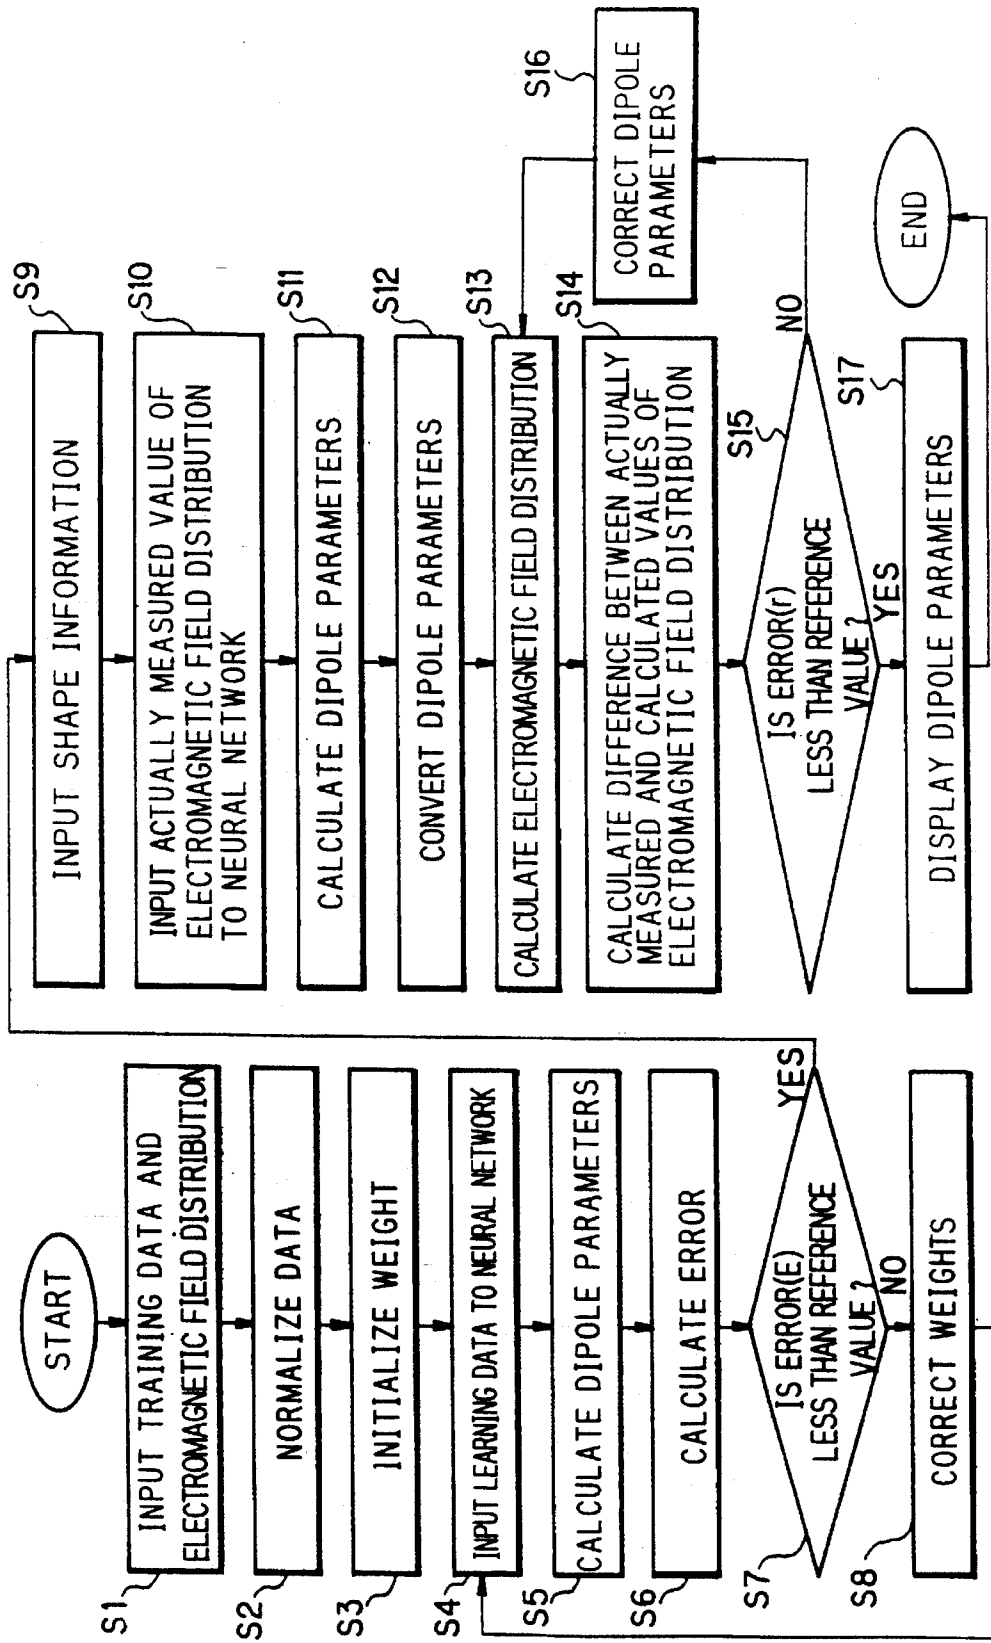 START
S1
INPUT TRAINING DATA AND
ELECTROMAGNETIC FIELD DISTRIBUTION
S2
NORMALIZE DATA
S3
INITIALIZE WEIGHT
S4
INPUT LEARNING DATA TO NEURAL NETWORK
S5
CALCULATE DIPOLE PARAMETERS
S6
CALCULATE ERROR
S7
IS ERROR(E)
LESS THAN REFERENCE
VALUE ?
YES
NO
S8
CORRECT WEIGHTS
S9
INPUT SHAPE INFORMATION
S10
INPUT ACTUALLY MEASURED VALUE OF
ELECTROMAGNETIC FIELD DISTRIBUTION
TO NEURAL NETWORK
S11
CALCULATE DIPOLE PARAMETERS
S12
CONVERT DIPOLE PARAMETERS
S13
CALCULATE ELECTROMAGNETIC FIELD DISTRIBUTION
S14
CALCULATE DIFFERENCE BETWEEN ACTUALLY
MEASURED AND CALCULATED VALUES OF
ELECTROMAGNETIC FIELD DISTRIBUTION
S15
IS ERROR(r)
LESS THAN REFERENCE
VALUE ?
NO
YES
S16
CORRECT DIPOLE
PARAMETERS
S17
DISPLAY DIPOLE PARAMETERS
END